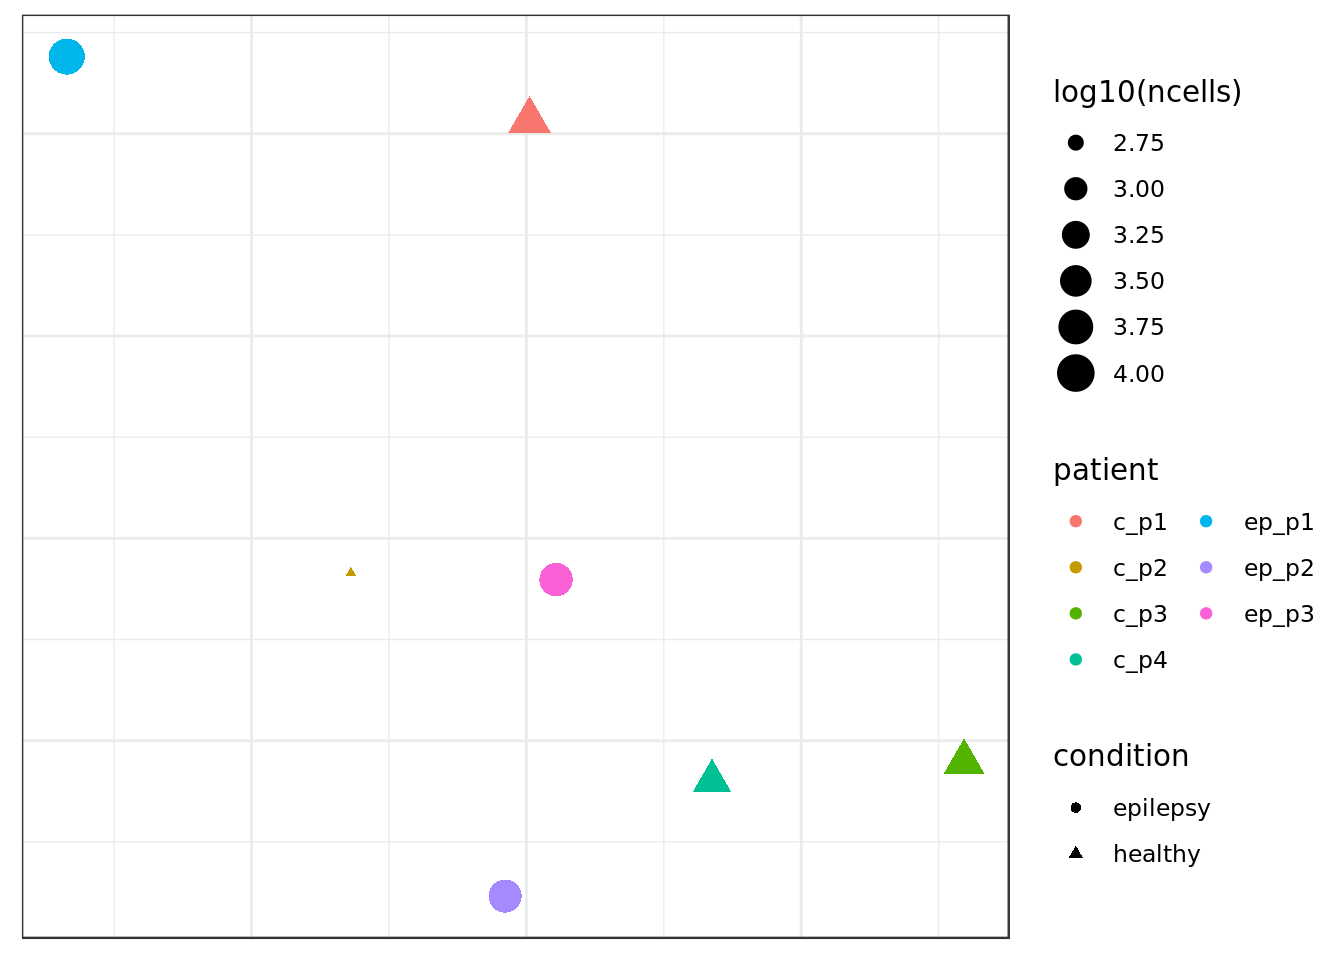 log10(ncells)
2.75
3.00
3.25
3.50
3.75
4.00
patient
c_p1 ep_p1
c_p2 ep_p2
c_p3 ep_p3
c_p4
condition
epilepsy
healthy